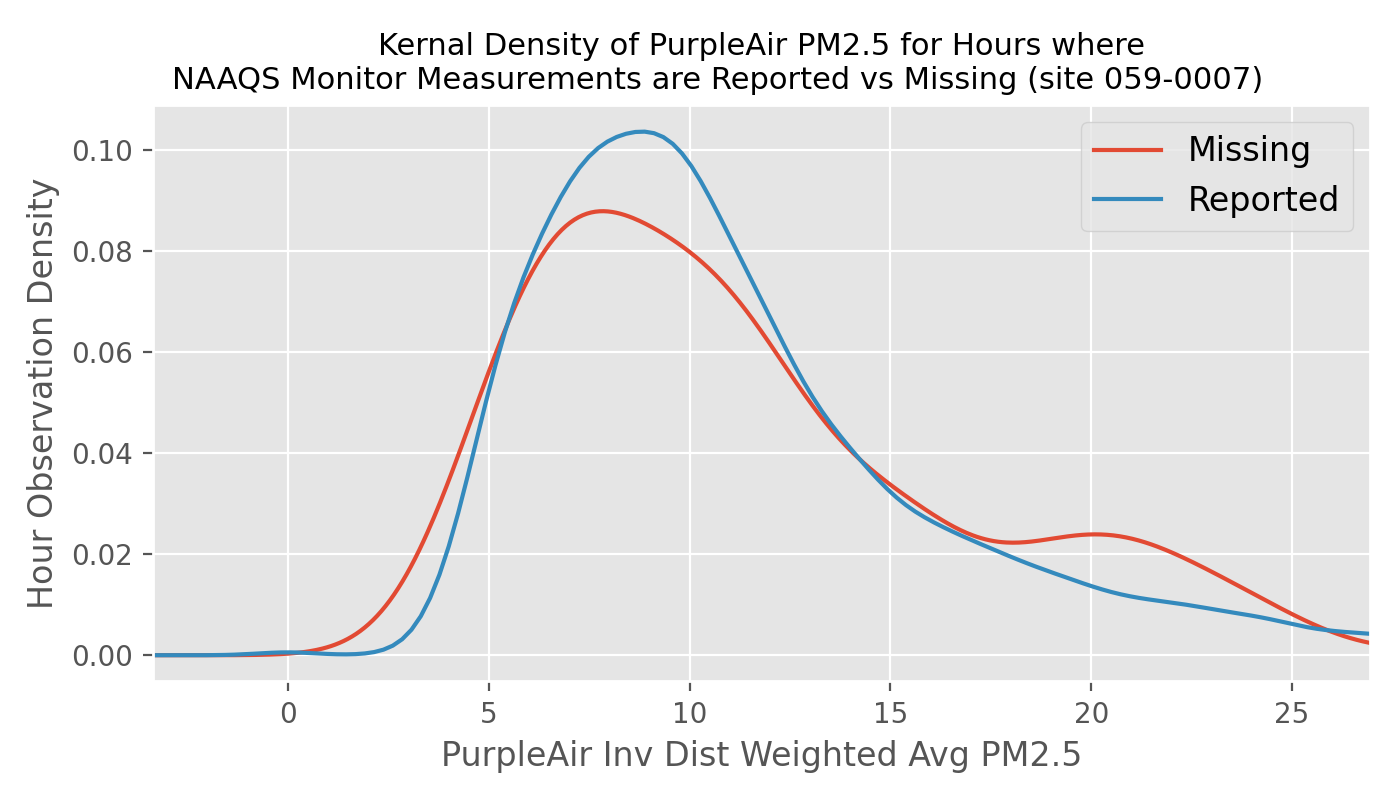 Kernal Density of PurpleAir PM2.5 for Hours where
NAAQS Monitor Measurements are Reported vs Missing (site 059-0007)
Missing
Reported
Hour Observation Density
0.10
0.08
0.06
0.04
0.02
0.00
0 5 10 15 20 25
PurpleAir Inv Dist Weighted Avg PM2.5